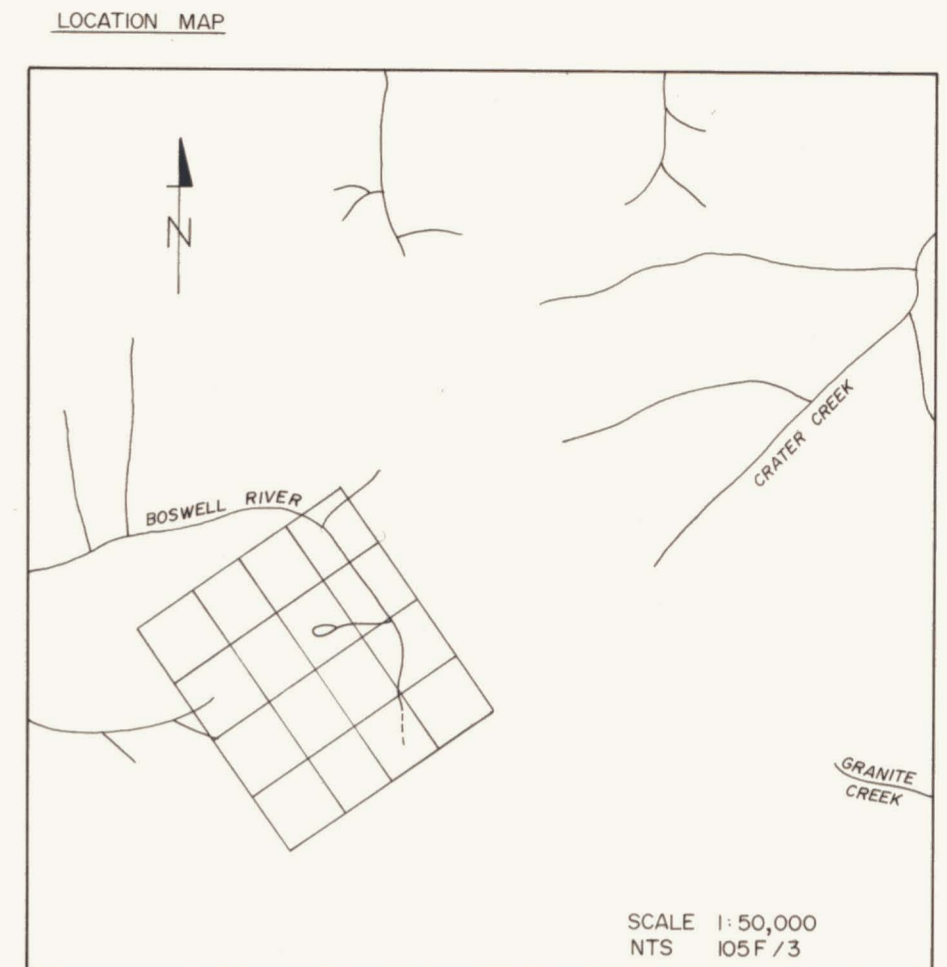 LOCATION MAP
N
BOSWELL RIVER
CRATER CREEK
GRANITE
CREEK
SCALE 1:50,000
NTS 105F/3